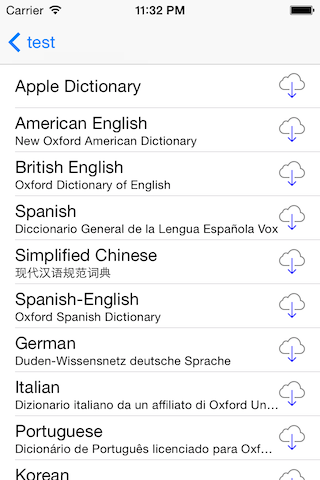 Carrier 11:32 PM
test
Apple Dictionary
American English
New Oxford American Dictionary
British English
Oxford Dictionary of English
Spanish
Diccionario General de la Lengua Española Vox
Simplified Chinese
现代汉语规范词典
Spanish-English
Oxford Spanish Dictionary
German
Duden-Wissensnetz deutsche Sprache
Italian
Dizionario italiano da un affiliato di Oxford Un…
Portuguese
Dicionário de Português licenciado para Oxf…
Korean